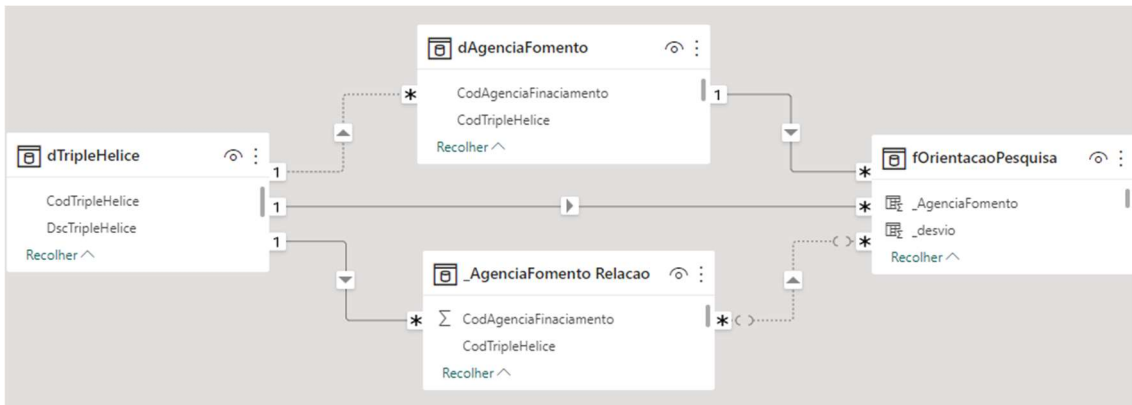 dAgenciaFomento
CodAgenciaFinaciamento
CodTripleHelice
Recolher
1
*
dTripleHelice
CodTripleHelice
DscTripleHelice
Recolher
1
1
1
fOrientacaoPesquisa
_AgenciaFomento
_desvio
Recolher
*
*
*
_AgenciaFomento Relacao
Σ CodAgenciaFinaciamento
CodTripleHelice
Recolher
*
*